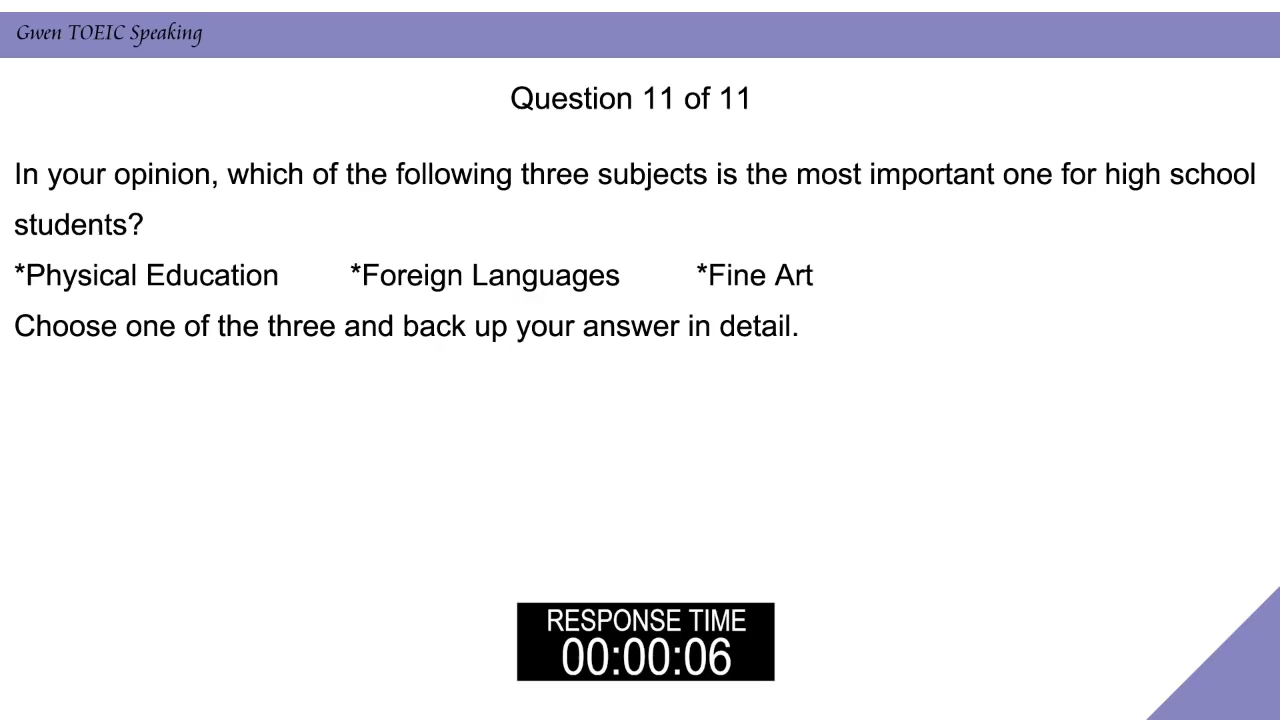 Gwen TOEIC Speaking
Question 11 of 11
In your opinion, which of the following three subjects is the most important one for high school
students?
*Physical Education *Foreign Languages *Fine Art
Choose one of the three and back up your answer in detail.
RESPONSE TIME
00:00:06